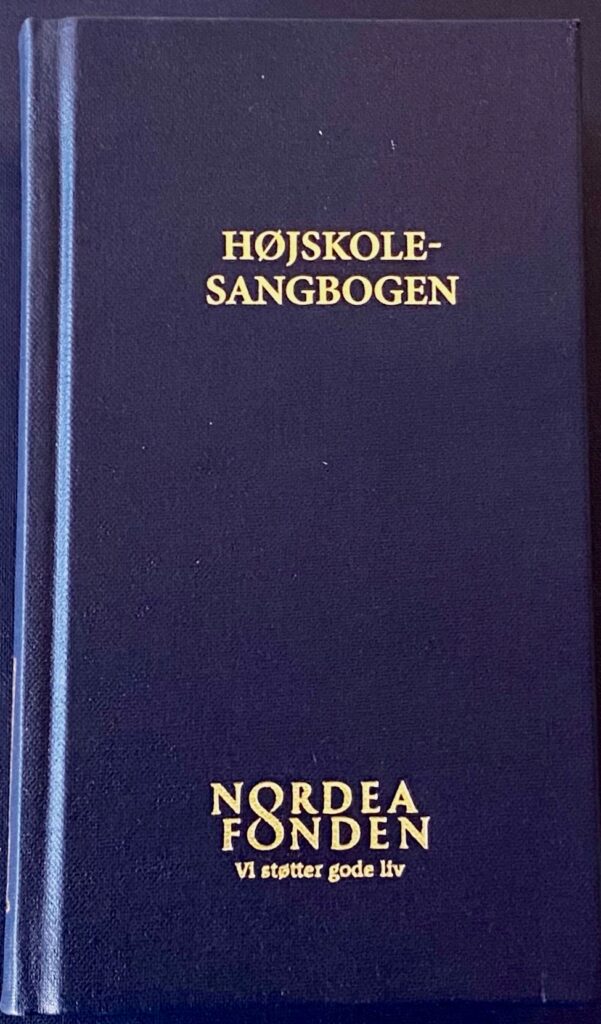 HØJSKOLE-
SANGBOGEN
NORDEA
FONDEN
Vi støtter gode liv